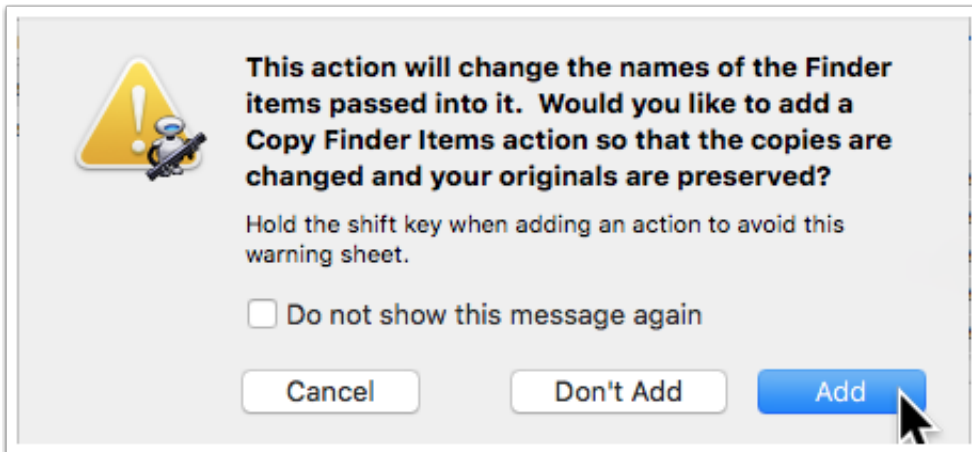 This action will change the names of the Finder
items passed into it.  Would you like to add a
Copy Finder Items action so that the copies are
changed and your originals are preserved?
Hold the shift key when adding an action to avoid this
warning sheet.
Do not show this message again
Cancel
Don't Add
Add